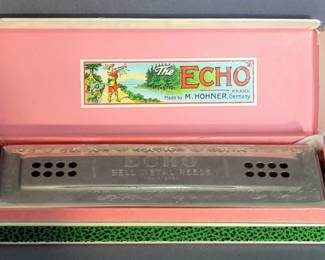 The ECHO
Made by M. HOHNER, Germany
ECHO
BELL METAL REEDS